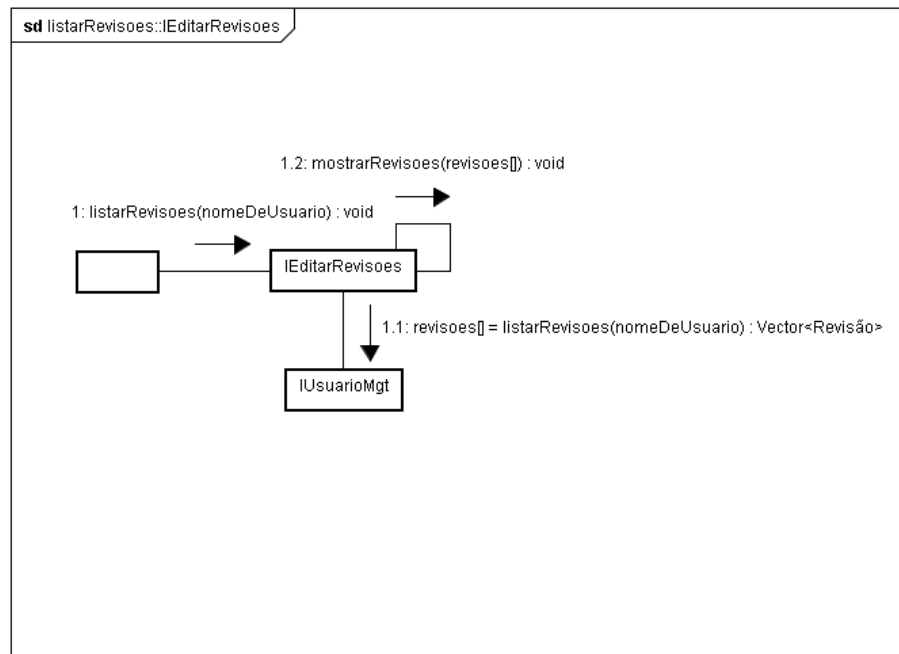 sd listarRevisoes::IEditarRevisoes
1.2: mostrarRevisoes(revisoes[]) : void
1: listarRevisoes(nomeDeUsuario) : void
IEditarRevisoes
1.1: revisoes[] = listarRevisoes(nomeDeUsuario) : Vector<Revisão>
IUsuarioMgt